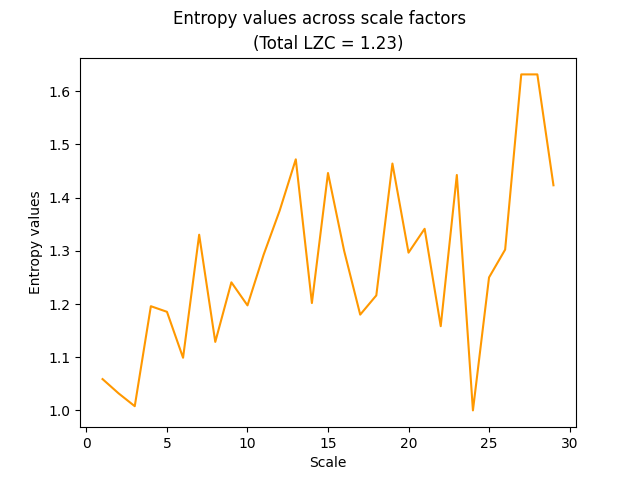 Entropy values across scale factors
(Total LZC = 1.23)
1.6
1.5
1.4
1.3
1.2
1.1
1.0
Entropy values
0 5 10 15 20 25 30
Scale